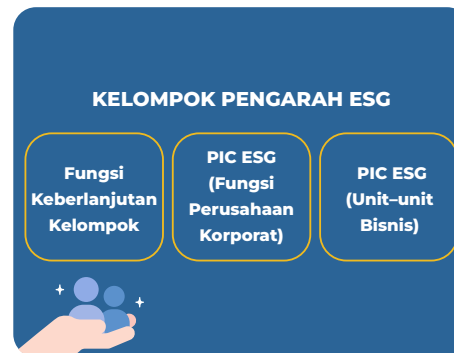 KELOMPOK PENGARAH ESG
Fungsi
Keberlanjutan
Kelompok
PIC ESG
(Fungsi
Perusahaan
Korporat)
PIC ESG
(Unit–unit
Bisnis)